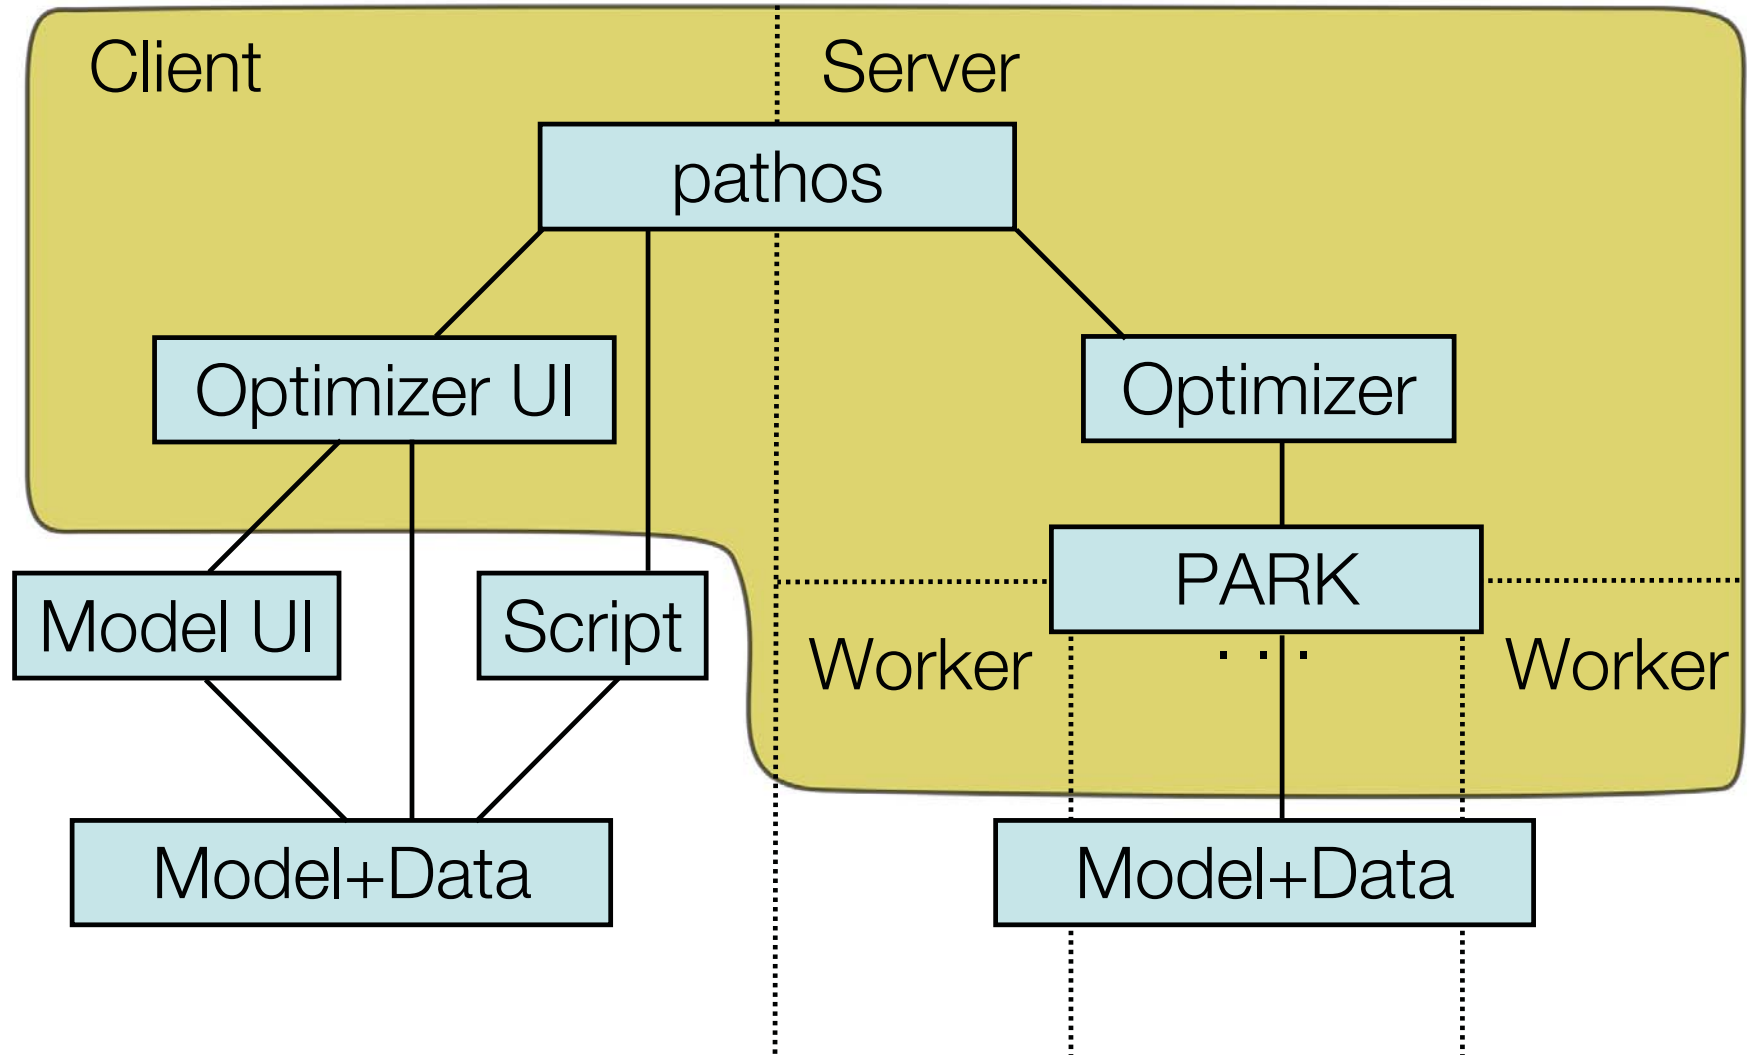 Client
Server
pathos
Optimizer UI
Optimizer
PARK
Model UI
Script
Worker
. . .
Worker
Model+Data
Model+Data